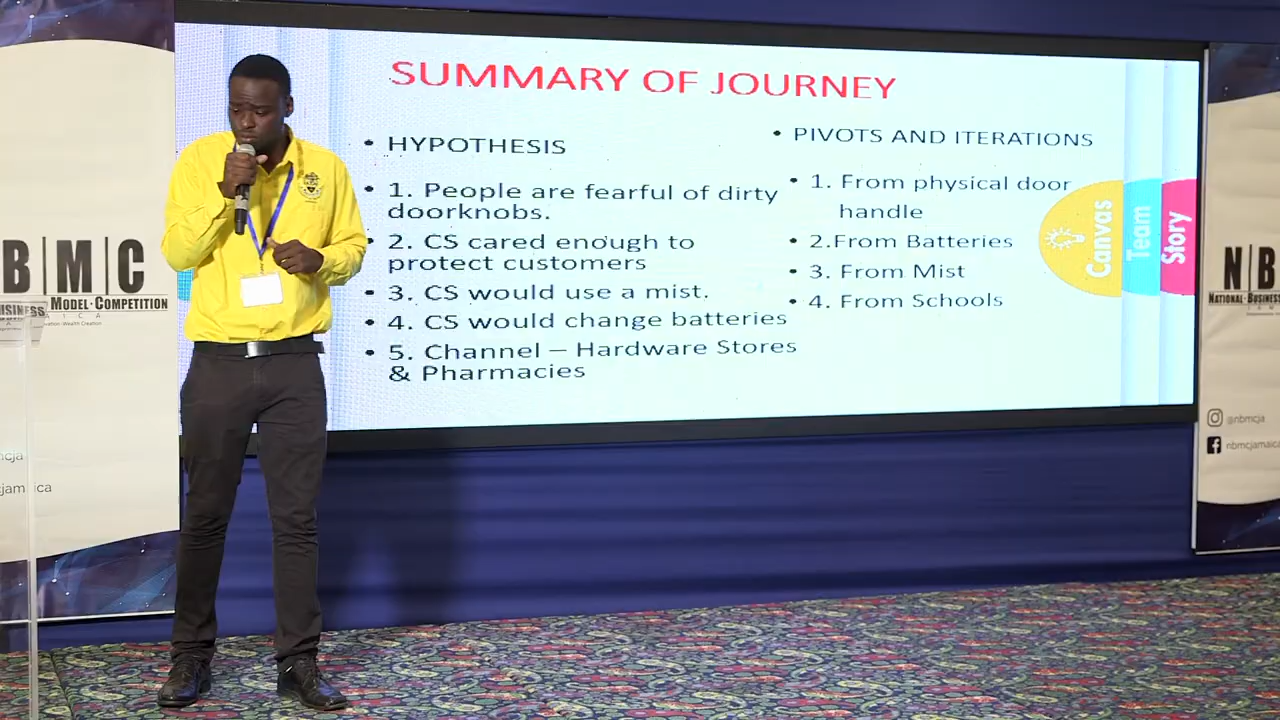 SUMMARY OF JOURNEY
• HYPOTHESIS
• 1. People are fearful of dirty
doorknobs.
• 2. CS cared enough to
protect customers
• 3. CS would use a mist.
• 4. CS would change batteries
• 5. Channel – Hardware Stores
& Pharmacies
• PIVOTS AND ITERATIONS
• 1. From physical door
handle
• 2.From Batteries
• 3. From Mist
• 4. From Schools
Canvas
Team
Story
B|M|C
BUSINESS MODEL·COMPETITION
N|B
NATIONAL·BUSINESS
@nbmcja
nbmcjamaica